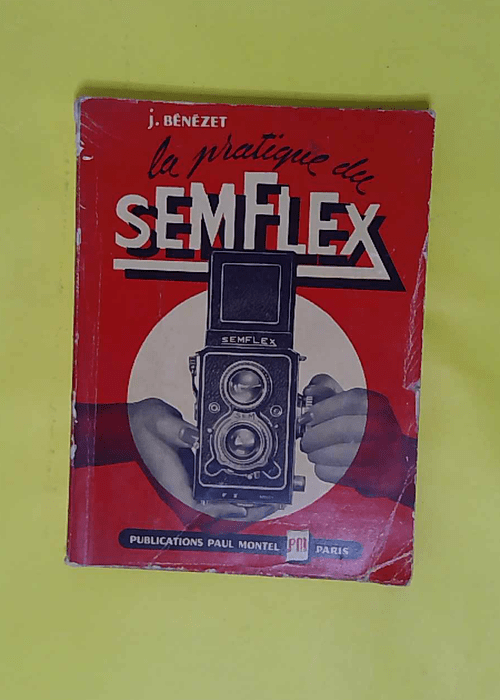 J. BÉNÉZET
la pratique du
SEMFLEX
SEMFLEX
PUBLICATIONS PAUL MONTEL PM PARIS